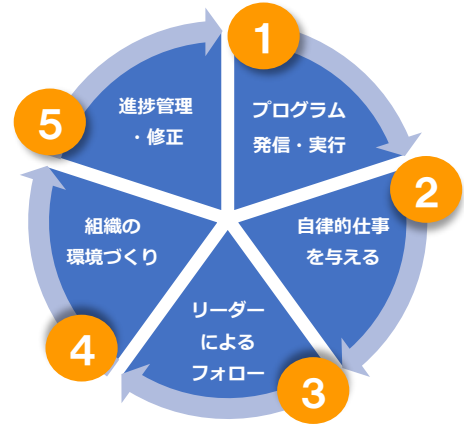 1
プログラム
発信・実行
2
自律的仕事
を与える
3
リーダー
による
フォロー
4
組織の
環境づくり
5
進捗管理
・修正